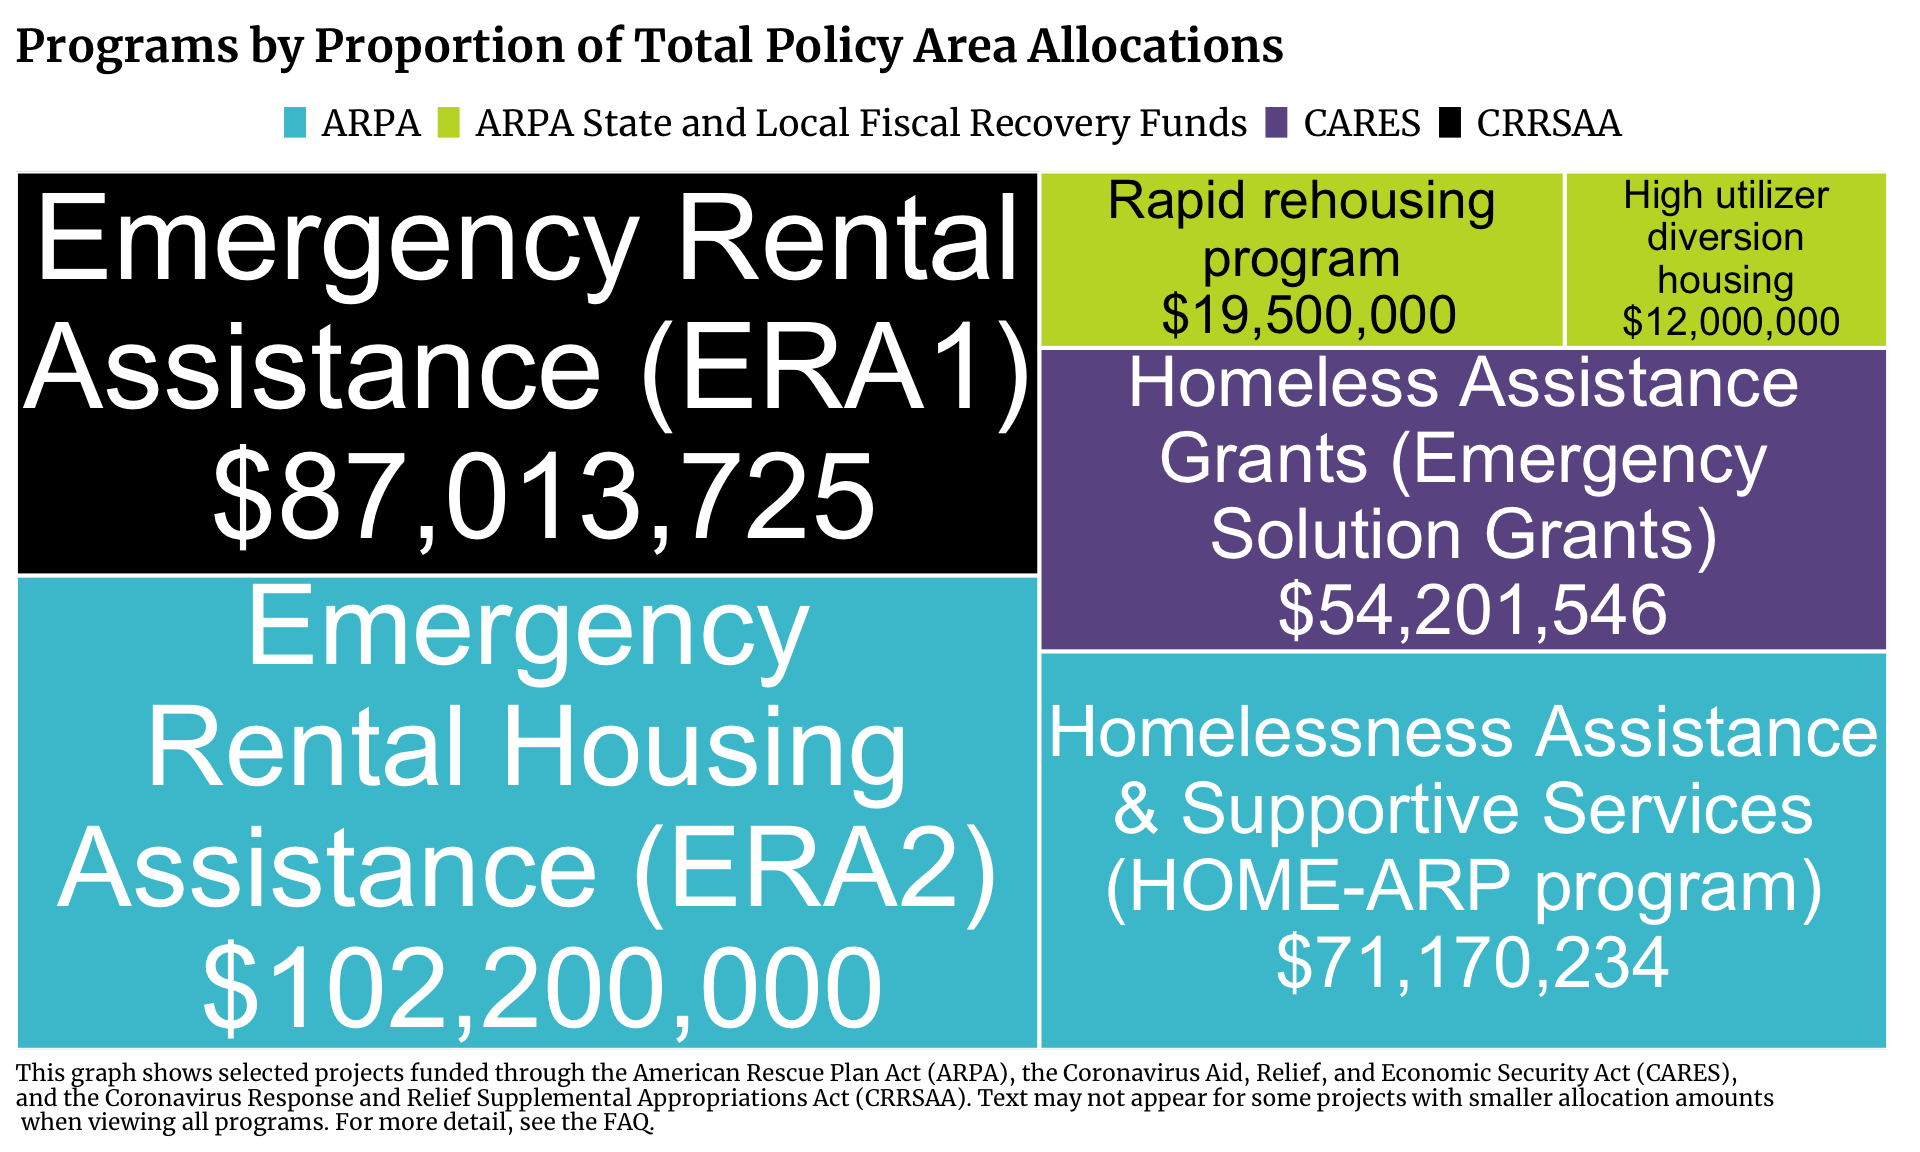 Programs by Proportion of Total Policy Area Allocations
ARPA ARPA State and Local Fiscal Recovery Funds CARES CRRSAA
Emergency Rental
Assistance (ERA1)
$87,013,725
Emergency
Rental Housing
Assistance (ERA2)
$102,200,000
Rapid rehousing
program
$19,500,000
High utilizer
diversion
housing
$12,000,000
Homeless Assistance
Grants (Emergency
Solution Grants)
$54,201,546
Homelessness Assistance
& Supportive Services
(HOME-ARP program)
$71,170,234
This graph shows selected projects funded through the American Rescue Plan Act (ARPA), the Coronavirus Aid, Relief, and Economic Security Act (CARES),
and the Coronavirus Response and Relief Supplemental Appropriations Act (CRRSAA). Text may not appear for some projects with smaller allocation amounts
when viewing all programs. For more detail, see the FAQ.